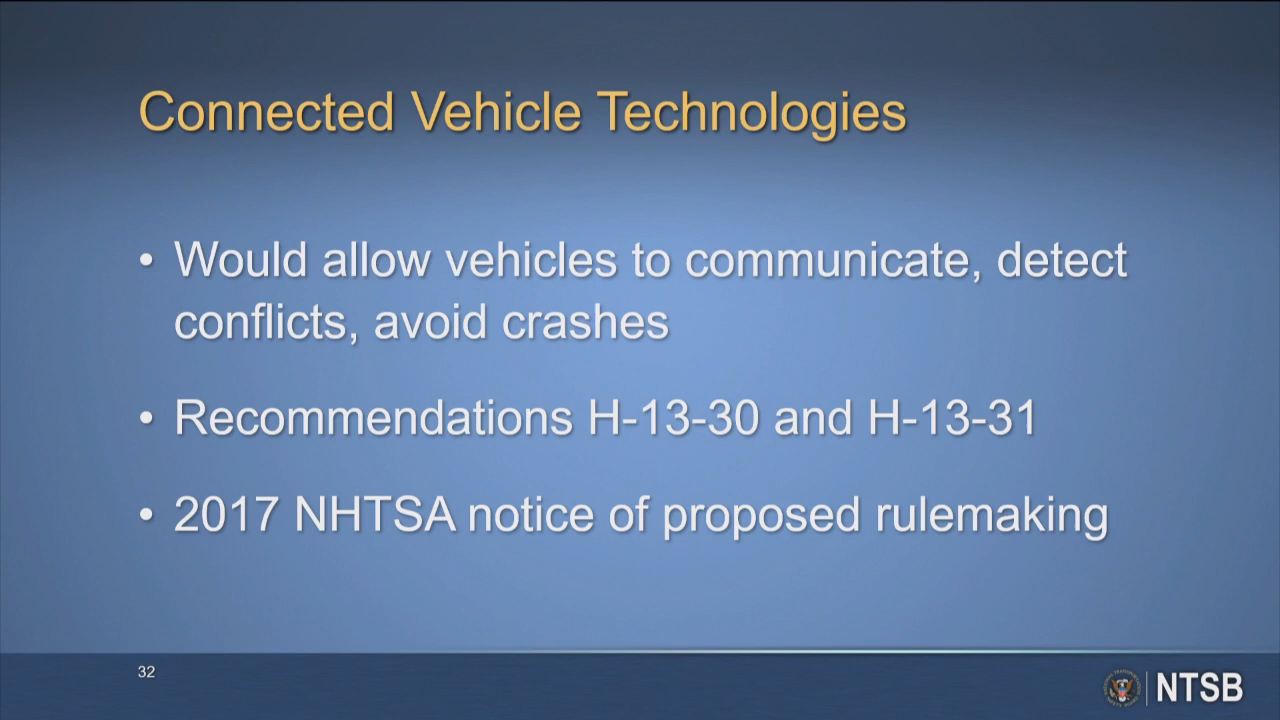 Connected Vehicle Technologies
• Would allow vehicles to communicate, detect
conflicts, avoid crashes
• Recommendations H-13-30 and H-13-31
• 2017 NHTSA notice of proposed rulemaking
32
NTSB